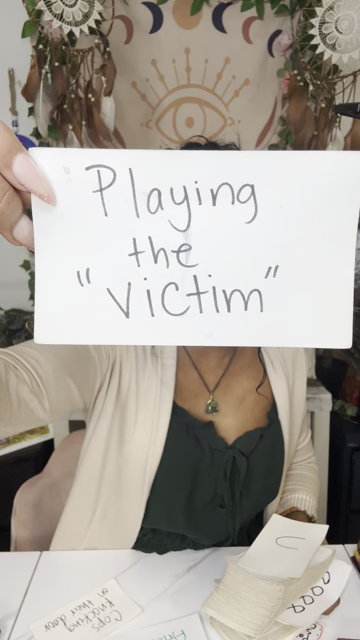 Playing
the
"Victim"
Cops
knocking
on their door